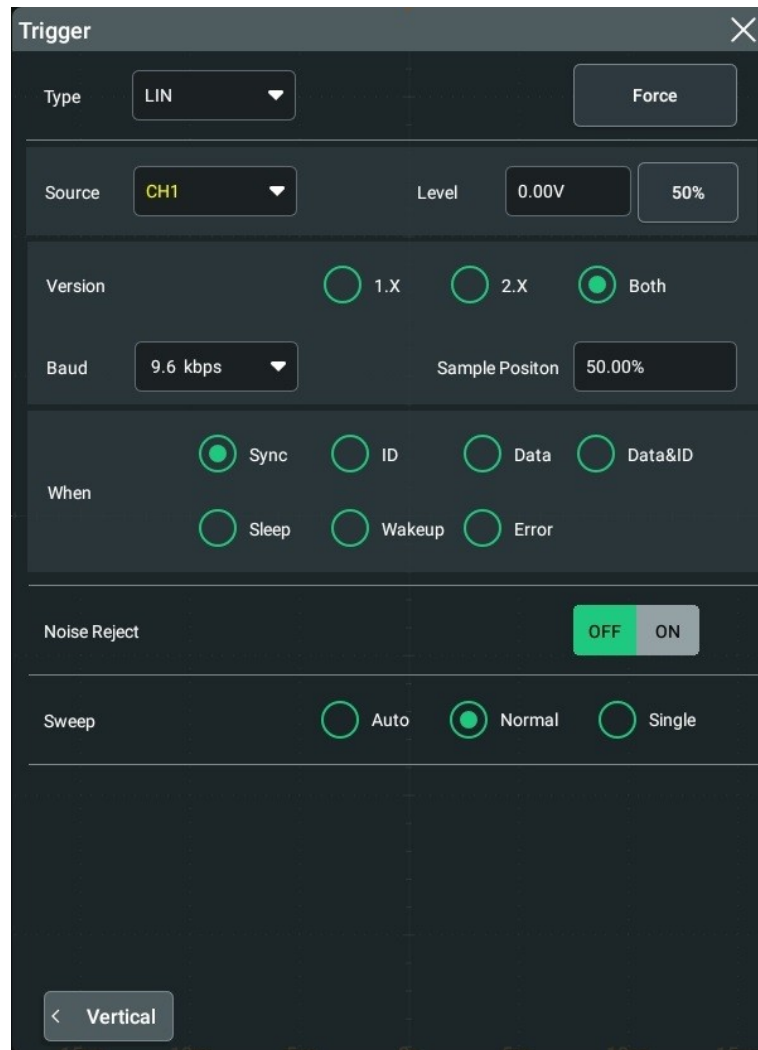 Trigger
Type LIN Force
Source CH1 Level 0.00V 50%
Version 1.X 2.X Both
Baud 9.6 kbps Sample Positon 50.00%
Sync ID Data Data&ID
When
Sleep Wakeup Error
Noise Reject OFF ON
Sweep Auto Normal Single
< Vertical